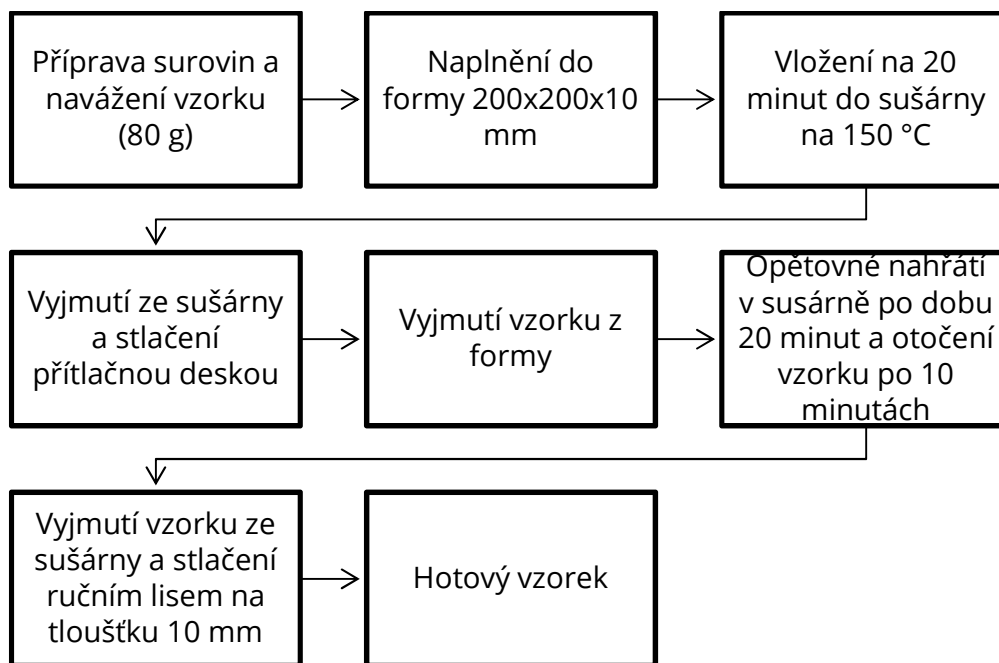 Příprava surovin a
navážení vzorku
(80 g)
Naplnění do
formy 200x200x10
mm
Vložení na 20
minut do sušárny
na 150 °C
Vyjmutí ze sušárny
a stlačení
přítlačnou deskou
Vyjmutí vzorku z
formy
Opětovné nahřátí
v susárně po dobu
20 minut a otočení
vzorku po 10
minutách
Vyjmutí vzorku ze
sušárny a stlačení
ručním lisem na
tloušťku 10 mm
Hotový vzorek